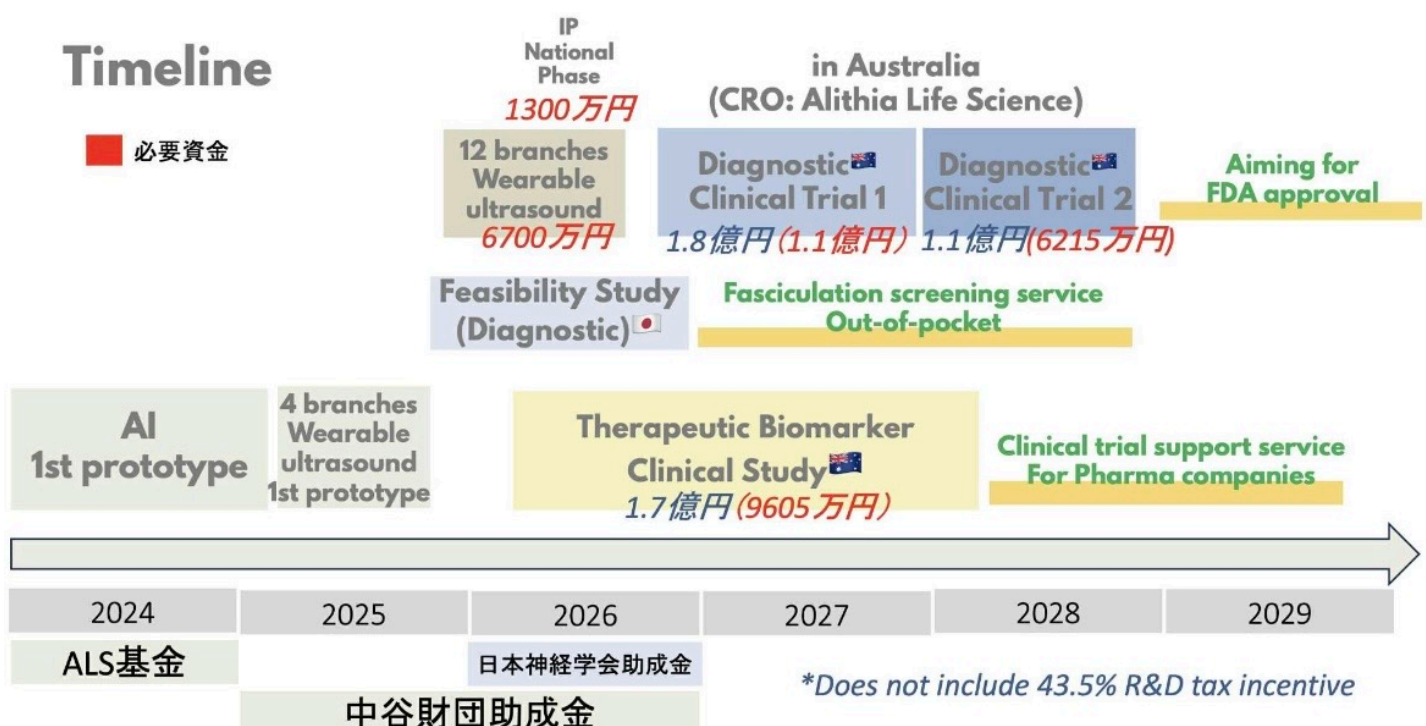 Timeline
必要資金
IP
National
Phase
1300万円
in Australia
(CRO: Alithia Life Science)
12 branches
Wearable
ultrasound
6700万円
Diagnostic
Clinical Trial 1
1.8億円(1.1億円)
Diagnostic
Clinical Trial 2
1.1億円(6215万円)
Aiming for
FDA approval
Feasibility Study
(Diagnostic)
Fasciculation screening service
Out-of-pocket
AI
1st prototype
4 branches
Wearable
ultrasound
1st prototype
Therapeutic Biomarker
Clinical Study
1.7億円(9605万円)
Clinical trial support service
For Pharma companies
2024
2025
2026
2027
2028
2029
ALS基金
日本神経学会助成金
中谷財団助成金
*Does not include 43.5% R&D tax incentive